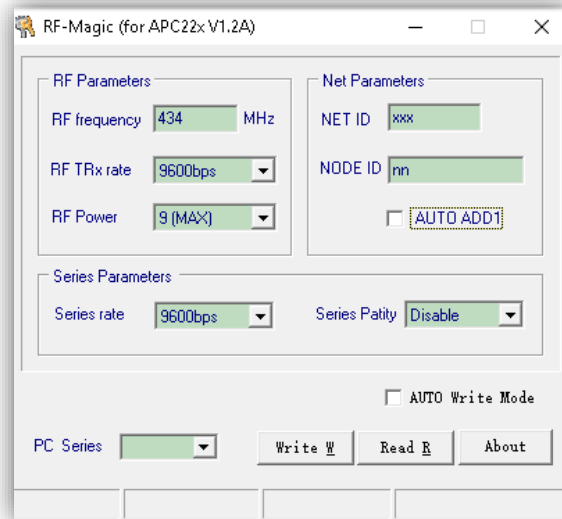 RF-Magic (for APC22x V1.2A)
RF Parameters
RF frequency 434 MHz
RF TRx rate 9600bps
RF Power 9 (MAX)
Net Parameters
NET ID xxx
NODE ID nn
AUTO ADD1
Series Parameters
Series rate 9600bps Series Patity Disable
AUTO Write Mode
PC Series Write W Read R About